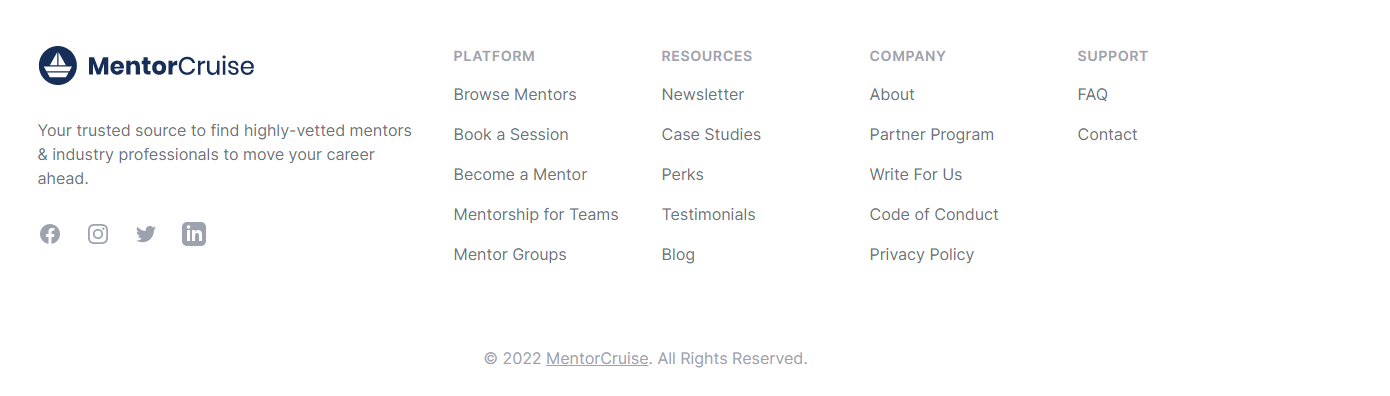 MentorCruise
Your trusted source to find highly-vetted mentors
& industry professionals to move your career
ahead.
PLATFORM
Browse Mentors
Book a Session
Become a Mentor
Mentorship for Teams
Mentor Groups
RESOURCES
Newsletter
Case Studies
Perks
Testimonials
Blog
COMPANY
About
Partner Program
Write For Us
Code of Conduct
Privacy Policy
SUPPORT
FAQ
Contact
© 2022 MentorCruise. All Rights Reserved.